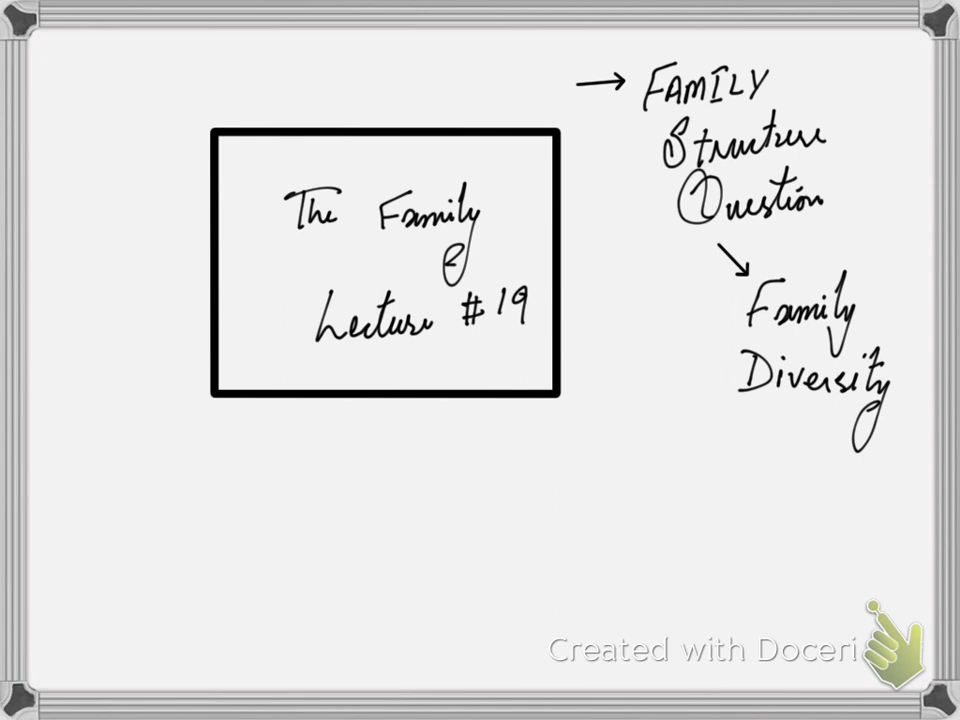 The Family
Lecture # 19
→ FAMILY
Structure
Question
↘
Family
Diversity
Created with Doceri